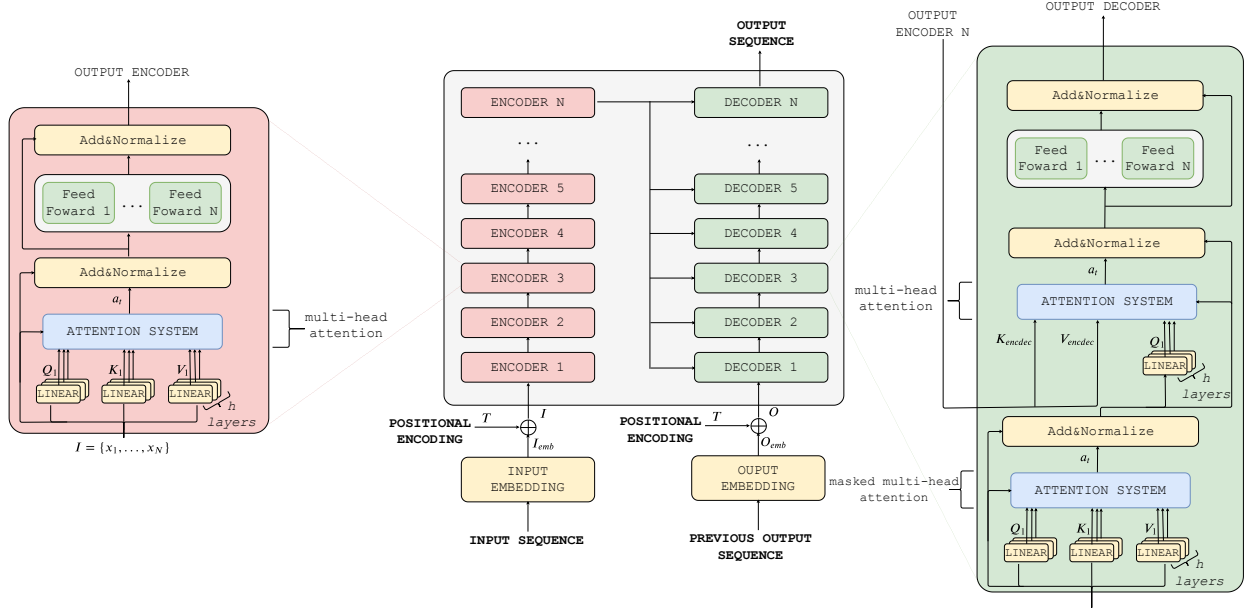 OUTPUT ENCODER
Add&Normalize
Feed
Foward 1
...
Feed
Foward N
Add&Normalize
a_t
ATTENTION SYSTEM
multi-head
attention
Q_1
K_1
V_1
LINEAR
LINEAR
LINEAR
h
layers
I = {x_1, . . . , x_N}
OUTPUT
SEQUENCE
ENCODER N
DECODER N
...
...
ENCODER 5
DECODER 5
ENCODER 4
DECODER 4
ENCODER 3
DECODER 3
ENCODER 2
DECODER 2
ENCODER 1
DECODER 1
POSITIONAL
ENCODING
T
I
I_emb
POSITIONAL
ENCODING
T
O
O_emb
INPUT
EMBEDDING
OUPUT
EMBEDDING
INPUT SEQUENCE
PREVIOUS OUTPUT
SEQUENCE
OUTPUT
ENCODER N
OUTPUT DECODER
Add&Normalize
Feed
Foward 1
...
Feed
Foward N
Add&Normalize
a_t
multi-head
attention
ATTENTION SYSTEM
K_encdec
V_encdec
Q_1
LINEAR
h
layers
Add&Normalize
a_t
masked multi-head
attention
ATTENTION SYSTEM
Q_1
K_1
V_1
LINEAR
LINEAR
LINEAR
h
layers